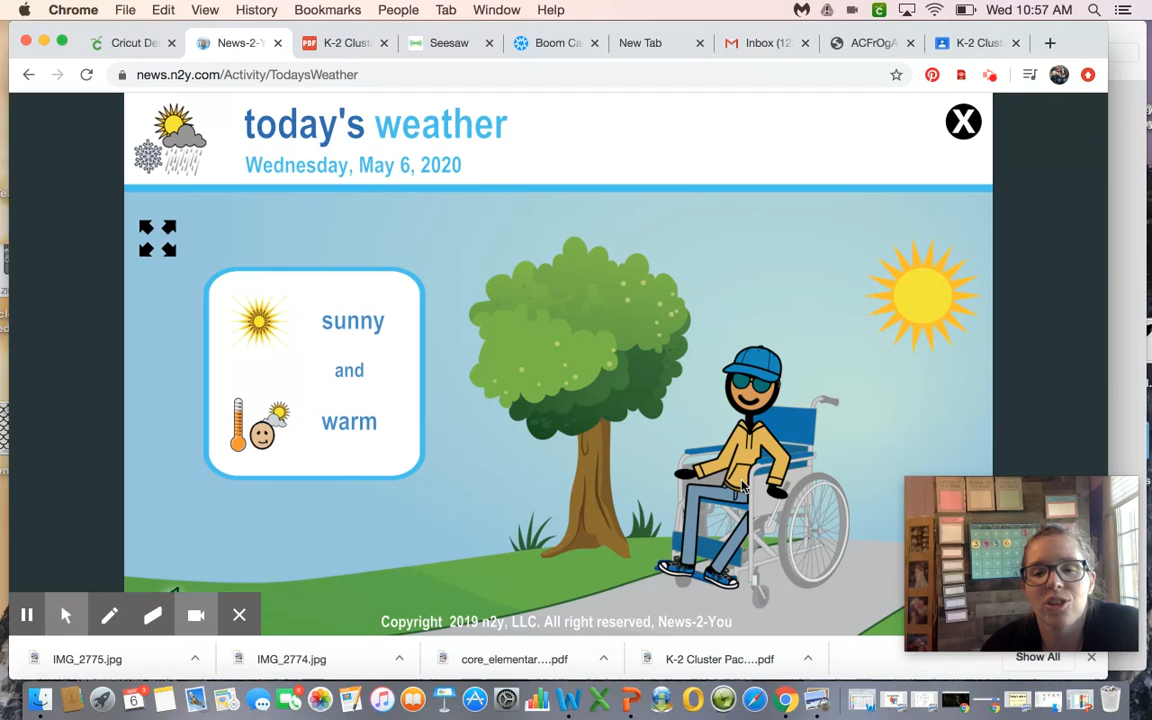 Chrome File Edit View History Bookmarks People Tab Window Help Wed 10:57 AM
Cricut De News-2-Y K-2 Clust Seesaw Boom Ca New Tab Inbox (12 ACFrOgA K-2 Clust
news.n2y.com/Activity/TodaysWeather
today's weather
Wednesday, May 6, 2020
X
sunny
and
warm
Copyright 2019 n2y, LLC. All right reserved, News-2-You
IMG_2775.jpg IMG_2774.jpg core_elementar....pdf K-2 Cluster Pac....pdf Show All